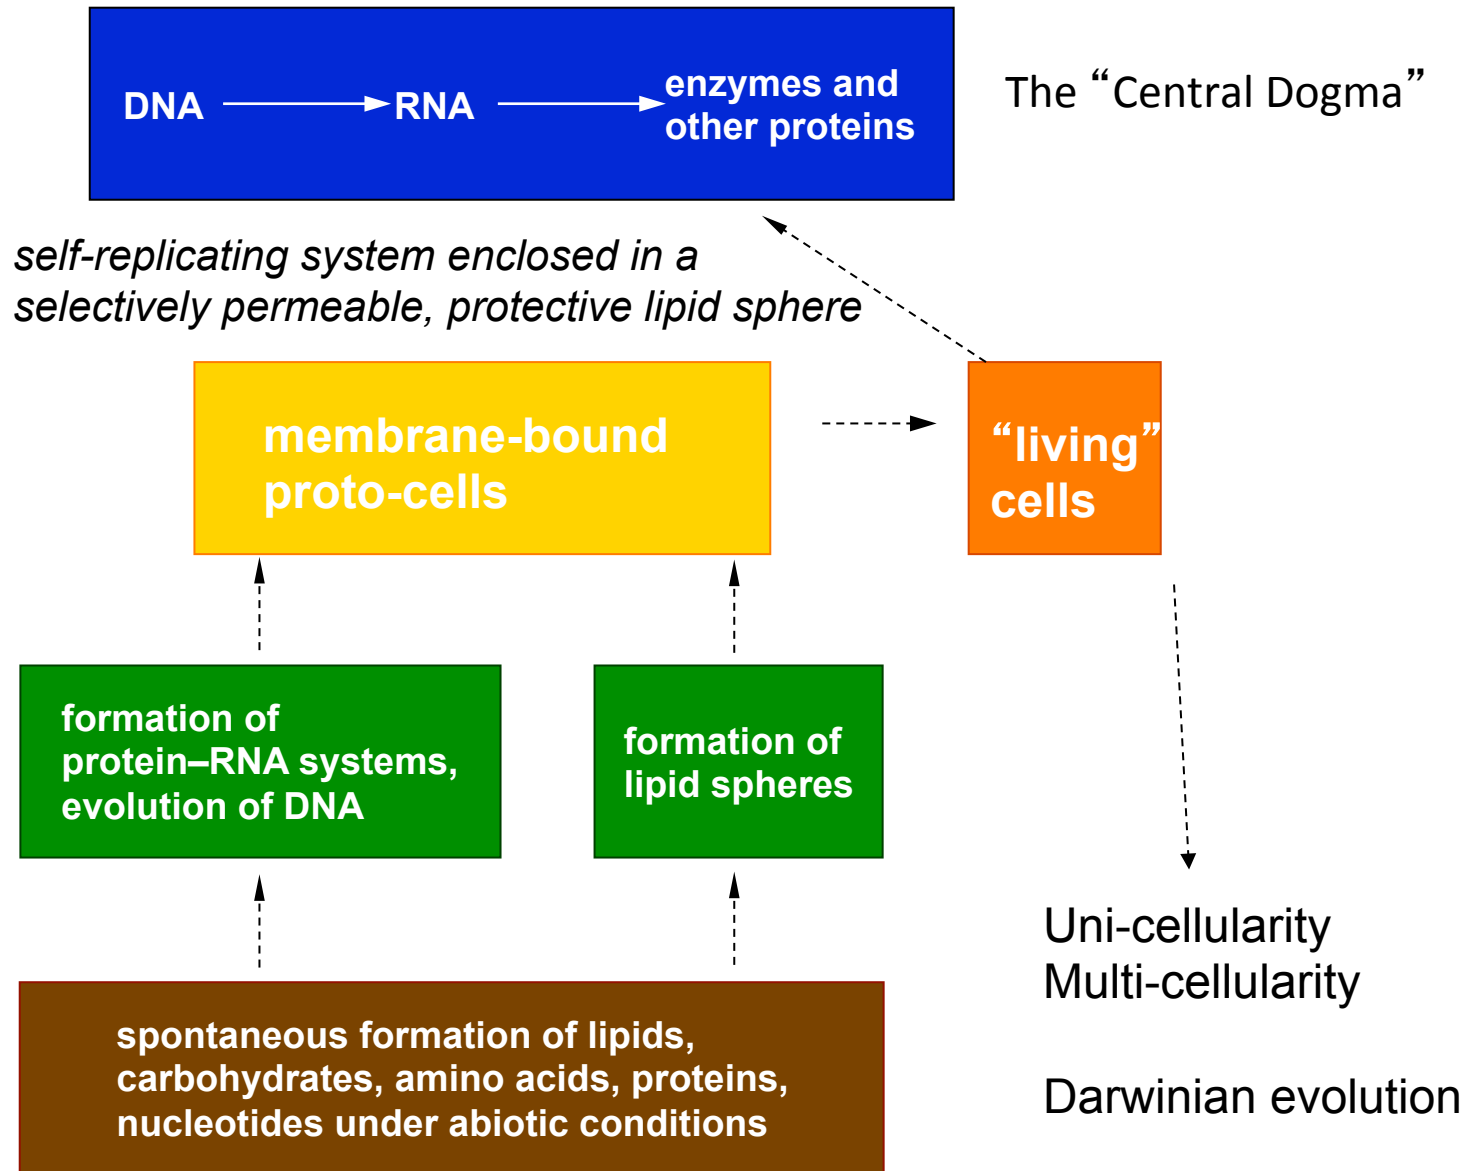 DNA RNA enzymes and
other proteins
The “Central Dogma”
self-replicating system enclosed in a
selectively permeable, protective lipid sphere
membrane-bound
proto-cells
“living”
cells
formation of
protein–RNA systems,
evolution of DNA
formation of
lipid spheres
spontaneous formation of lipids,
carbohydrates, amino acids, proteins,
nucleotides under abiotic conditions
Uni-cellularity
Multi-cellularity
Darwinian evolution